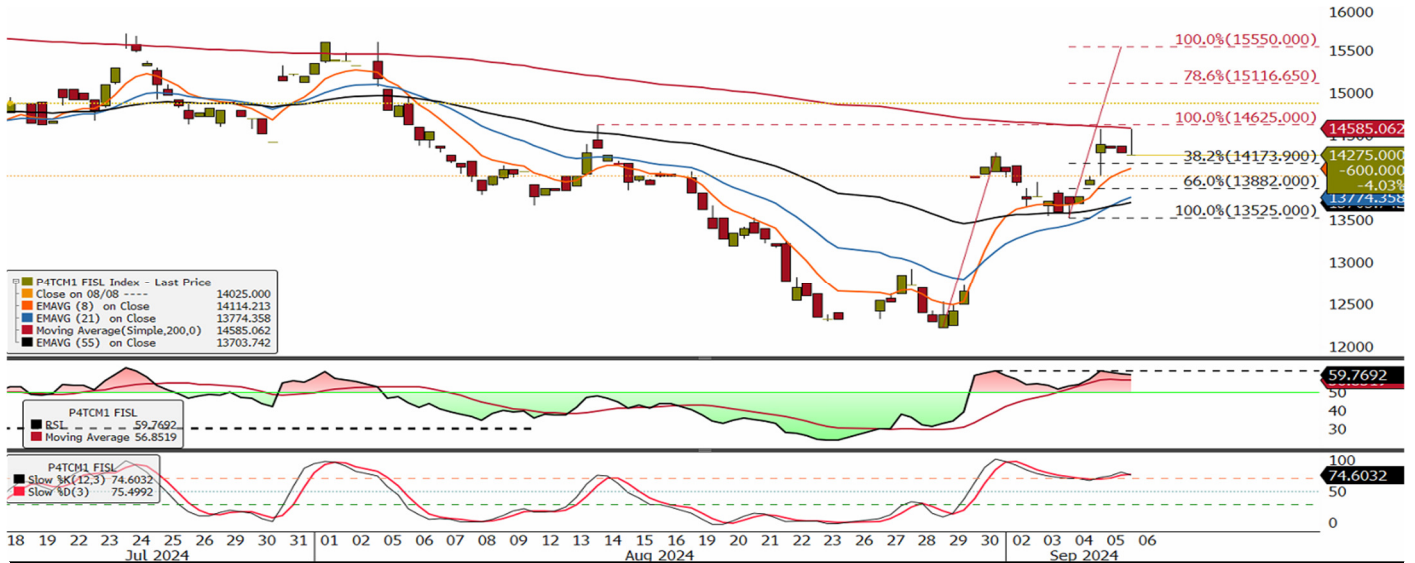 16000
100.0%(15550.000)
15500
78.6%(15116.650)
15000
100.0%(14625.000)
14585.062
38.2%(14173.900)
14275.000
-600.000
-4.03%
66.0%(13882.000)
13774.358
100.0%(13525.000)
13500
13000
12500
12000
P4TCM1 FISL Index - Last Price
Close on 08/08 ---- 14025.000
EMAVG (8) on Close 14114.213
EMAVG (21) on Close 13774.358
Moving Average(Simple,200,0) 14585.062
EMAVG (55) on Close 13703.742
59.7692
50
40
30
P4TCM1 FISL
RSI 59.7692
Moving Average 56.8519
100
74.6032
50
0
P4TCM1 FISL
Slow %K(12,3) 74.6032
Slow %D(3) 75.4992
18 19 22 23 24 25 26 29 30 31 01 02 05 06 07 08 09 12 13 14 15 16 19 20 21 22 23 26 27 28 29 30 02 03 04 05 06
Jul 2024 Aug 2024 Sep 2024